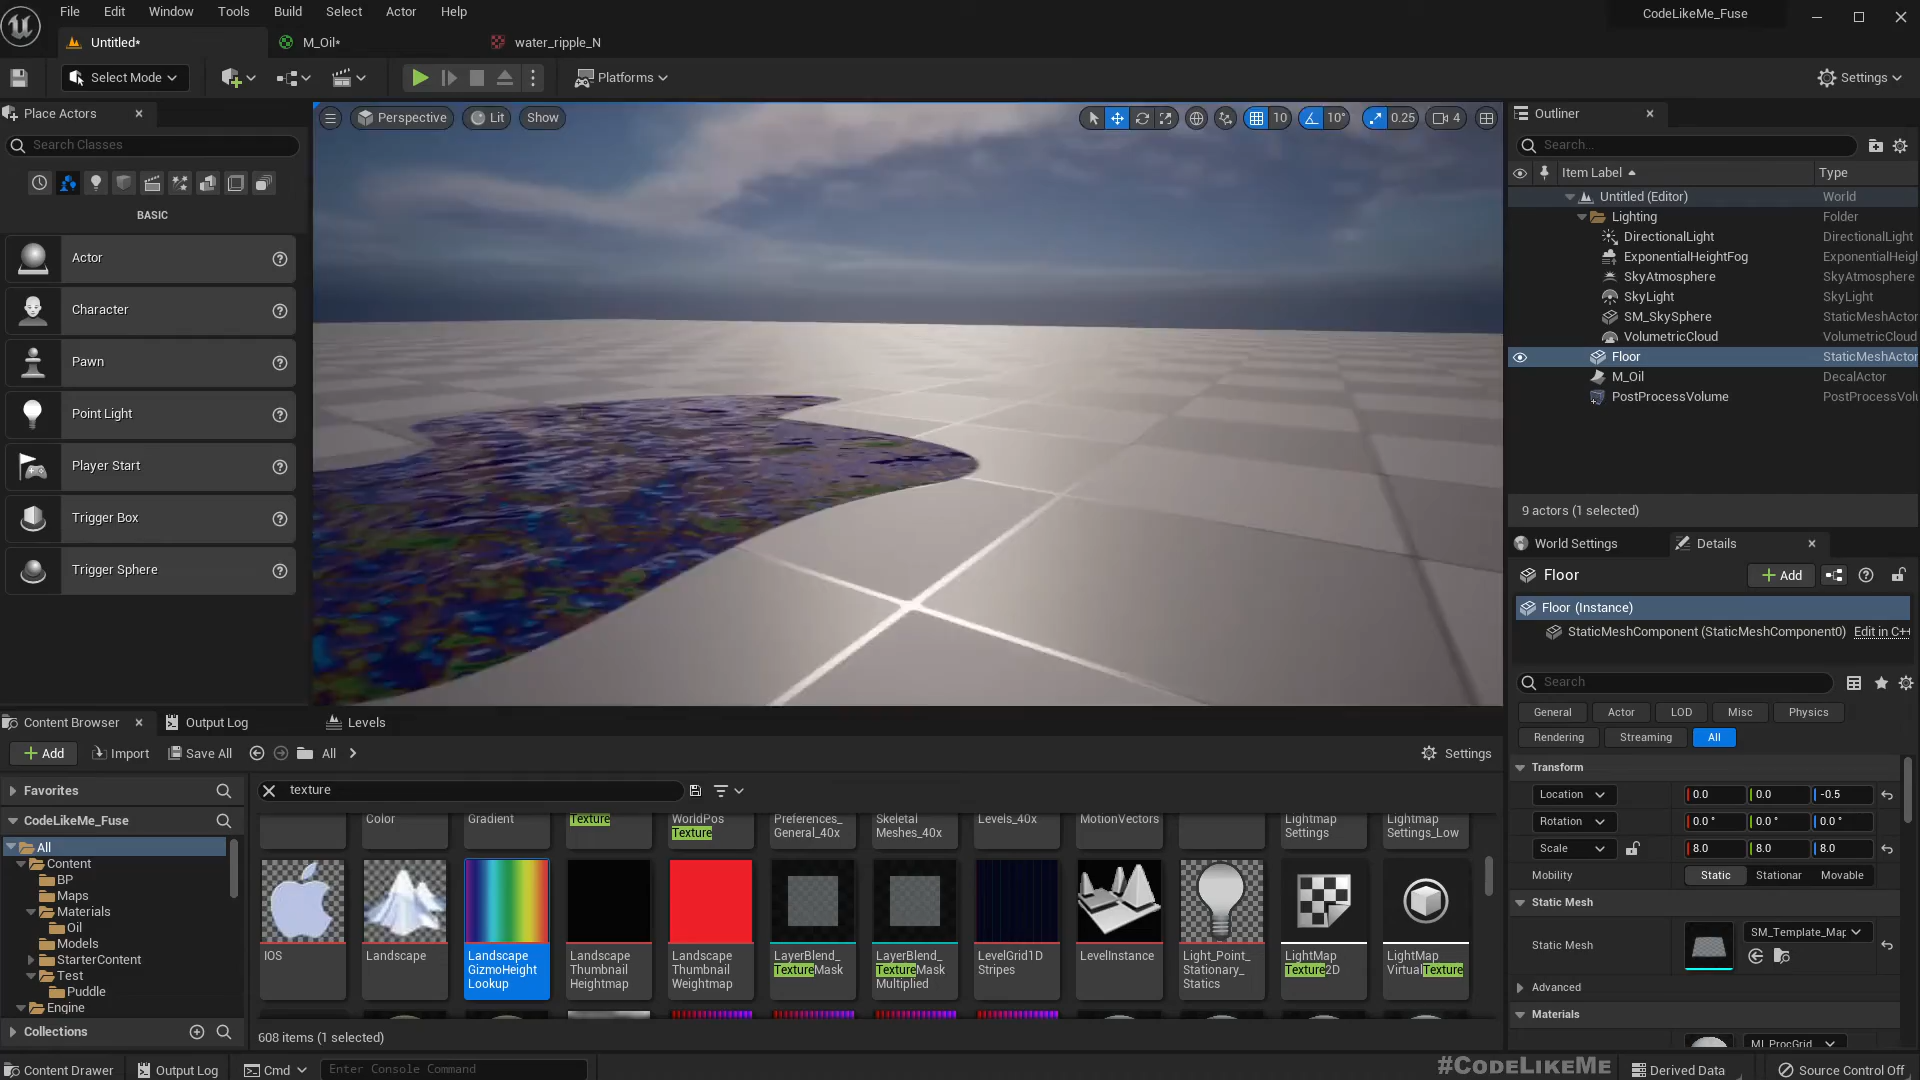 File Edit Window Tools Build Select Actor Help
CodeLikeMe_Fuse
Untitled* M_Oil* water_ripple_N
Select Mode Platforms Settings
Place Actors
Search Classes
BASIC
Actor
Character
Pawn
Point Light
Player Start
Trigger Box
Trigger Sphere
Perspective Lit Show 10 10° 0.25 4
Outliner
Search...
Item Label Type
Untitled (Editor) World
Lighting Folder
DirectionalLight DirectionalLight
ExponentialHeightFog ExponentialHeigl
SkyAtmosphere SkyAtmosphere
SkyLight SkyLight
SM_SkySphere StaticMeshActor
VolumetricCloud VolumetricCloud
Floor StaticMeshActor
M_Oil DecalActor
PostProcessVolume PostProcessVolu
9 actors (1 selected)
World Settings Details
Floor Add
Floor (Instance)
StaticMeshComponent (StaticMeshComponent0) Edit in C++
Search
General Actor LOD Misc Physics
Rendering Streaming All
Transform
Location 0.0 0.0 -0.5
Rotation 0.0° 0.0° 0.0°
Scale 8.0 8.0 8.0
Mobility Static Stationar Movable
Static Mesh
Static Mesh SM_Template_Map
Advanced
Materials
MI_ProcGrid
Content Browser Output Log Levels
Add Import Save All All Settings
Favorites
CodeLikeMe_Fuse
All
Content
BP
Maps
Materials
Oil
Models
StarterContent
Test
Puddle
Engine
Collections
texture
Color
Gradient
Texture
WorldPos
Texture
Preferences_
General_40x
Skeletal
Meshes_40x
Levels_40x
MotionVectors
Lightmap
Settings
Lightmap
Settings_Low
IOS
Landscape
Landscape
GizmoHeight
Lookup
Landscape
Thumbnail
Heightmap
Landscape
Thumbnail
Weightmap
LayerBlend_
TextureMask
LayerBlend_
TextureMask
Multiplied
LevelGrid1D
Stripes
LevelInstance
Light_Point_
Stationary_
Statics
LightMap
Texture2D
LightMap
VirtualTexture
608 items (1 selected)
Content Drawer Output Log Cmd Enter Console Command
#CODELIKEME
Derived Data Source Control Off